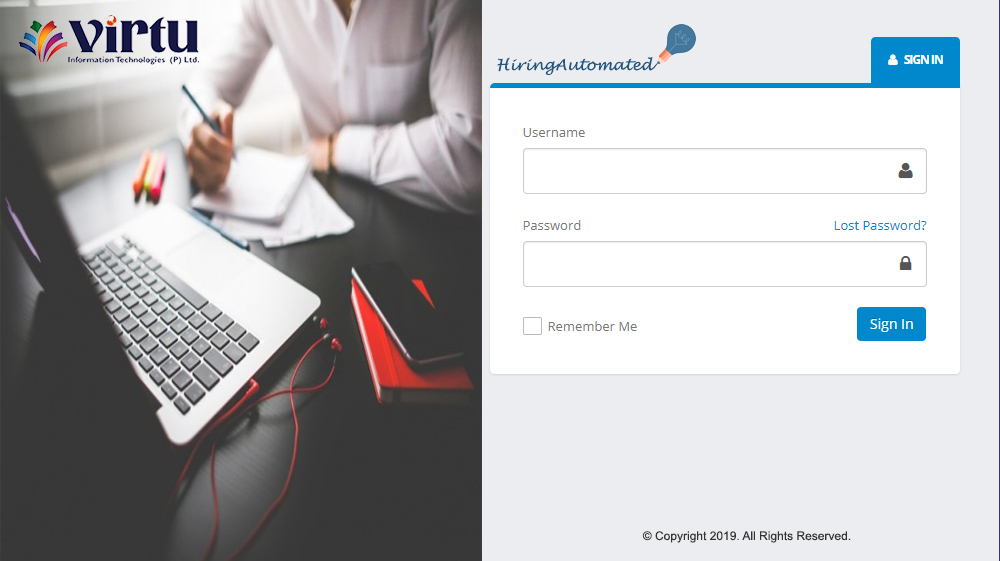 virtu
Information Technologies (P) Ltd.
HiringAutomated
SIGN IN
Username
Password
Lost Password?
Remember Me
Sign In
© Copyright 2019. All Rights Reserved.